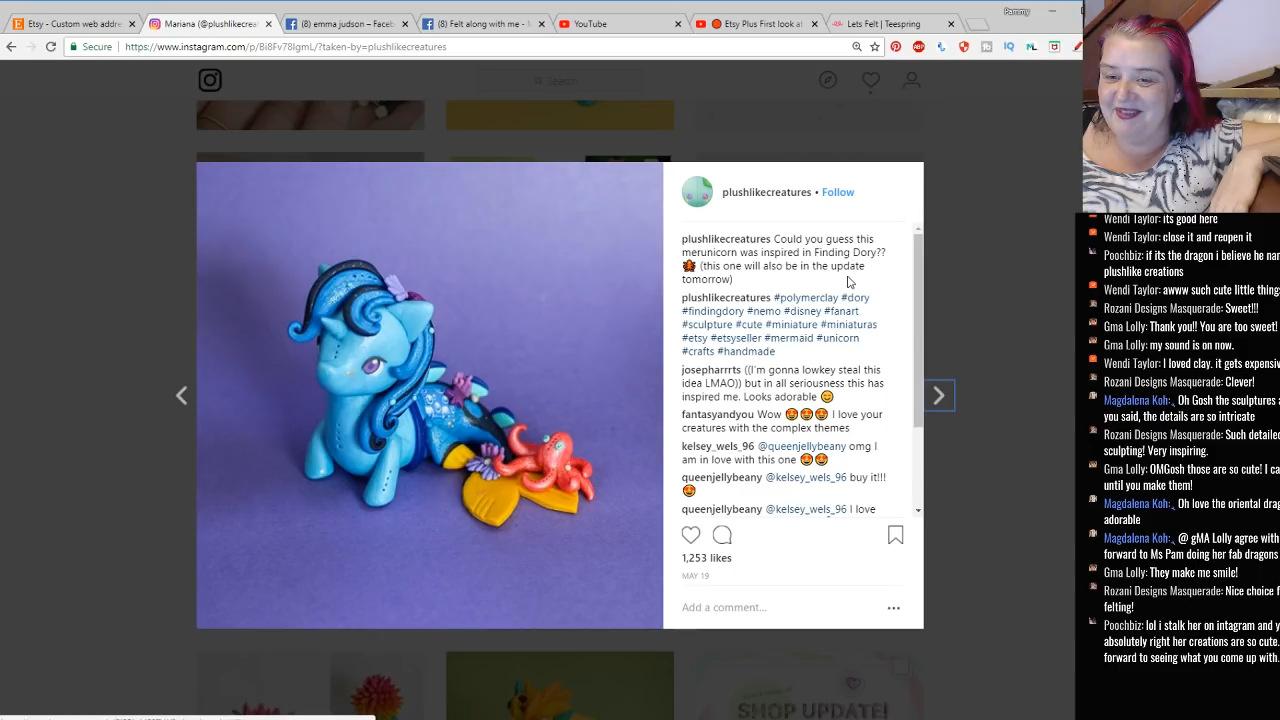 Etsy - Custom web addres
Mariana (@plushlikecreatu
(8) emma judson – Faceb
(8) Felt along with me - M
YouTube
Etsy Plus First look at
Lets Felt | Teespring
Pammy
Secure
https://www.instagram.com/p/Bi8Fv78lgmL/?taken-by=plushlikecreatures
Search
plushlikecreatures • Follow
plushlikecreatures Could you guess this
merunicorn was inspired in Finding Dory??
(this one will also be in the update
tomorrow)
plushlikecreatures #polymerclay #dory
#findingdory #nemo #disney #fanart
#sculpture #cute #miniature #miniaturas
#etsy #etsyseller #mermaid #unicorn
#crafts #handmade
josepharrrts ((I'm gonna lowkey steal this
idea LMAO)) but in all seriousness this has
inspired me. Looks adorable
fantasyandyou Wow I love your
creatures with the complex themes
kelsey_wels_96 @queenjellybeany omg I
am in love with this one
queenjellybeany @kelsey_wels_96 buy it!!!
queenjellybeany @kelsey_wels_96 I love
1,253 likes
MAY 19
Add a comment...
SHOP UPDATE!
Wendi Taylor: its good here
Wendi Taylor: close it and reopen it
Poochbiz: if its the dragon i believe he nar
plushlike creations
Wendi Taylor: awww such cute little things
Rozani Designs Masquerade: Sweet!!!
Gma Lolly: Thank you!! You are too sweet!
Gma Lolly: my sound is on now.
Wendi Taylor: I loved clay. it gets expensiv
Rozani Designs Masquerade: Clever!
Magdalena Koh: Oh Gosh the sculptures a
you said, the details are so intricate
Rozani Designs Masquerade: Such detailed
sculpting! Very inspiring.
Gma Lolly: OMGosh those are so cute! I ca
until you make them!
Magdalena Koh: Oh love the oriental drag
adorable
Magdalena Koh: @ gMA Lolly agree with
forward to Ms Pam doing her fab dragons
Gma Lolly: They make me smile!
Rozani Designs Masquerade: Nice choice f
felting!
Poochbiz: lol i stalk her on intagram and y
absolutely right her creations are so cute.
forward to seeing what you come up with.